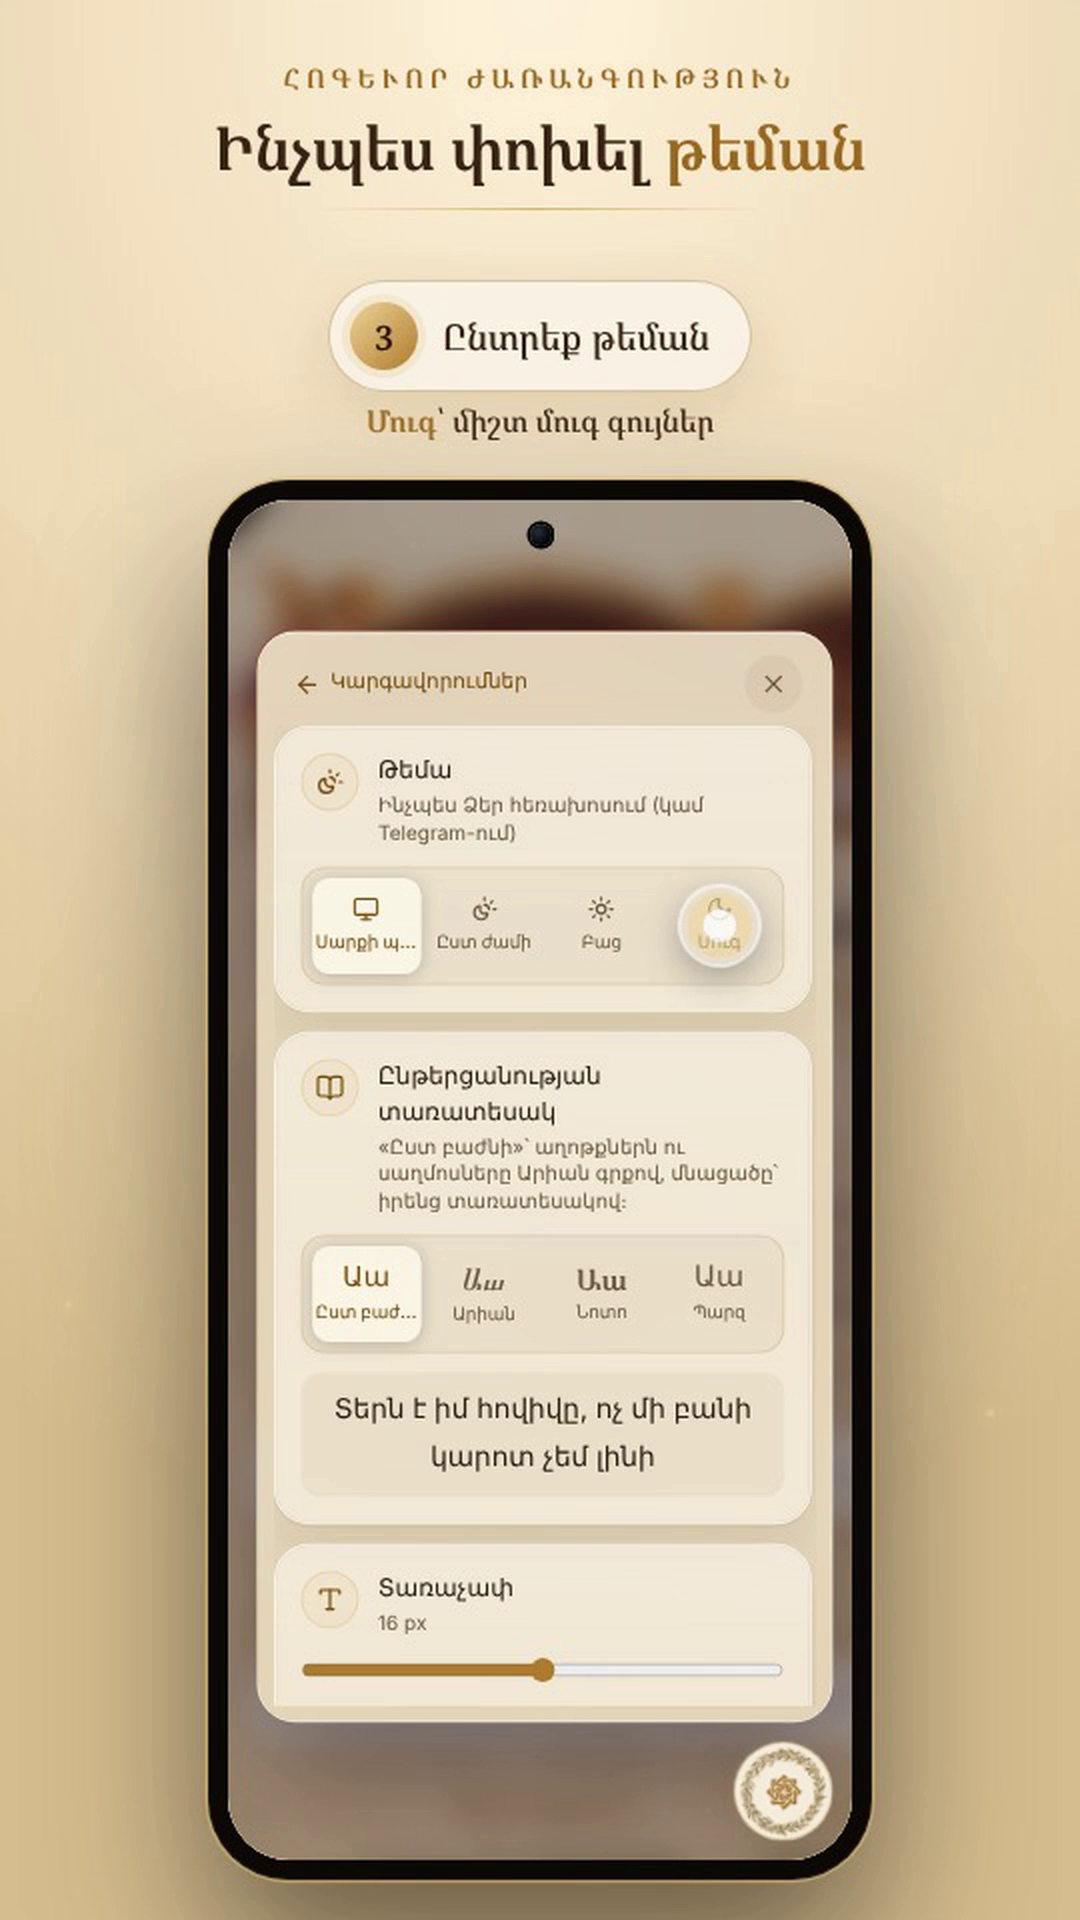 ՀՈԳԵՒՈՐ ԺԱՌԱՆԳՈՒԹՅՈՒՆ
Ինչպես փոխել թեման
3 Ընտրեք թեման
Մուգ՝ միշտ մուգ գույներ
← Կարգավորումներ
Թեմա
Ինչպես Ձեր հեռախոսում (կամ
Telegram-ում)
Սարքի պ...
Ըստ ժամի
Բաց
Մուգ
Ընթերցանության
տառատեսակ
«Ըստ բաժնի»՝ աղոթքներն ու
սաղմոսները Արիան գրքով, մնացածը՝
իրենց տառատեսակով։
Աա Աա Աա Աա
Ըստ բաժ... Արիան Նոտո Պարզ
Տերն է իմ հովիվը, ոչ մի բանի
կարոտ չեմ լինի
Տառաչափ
16 px